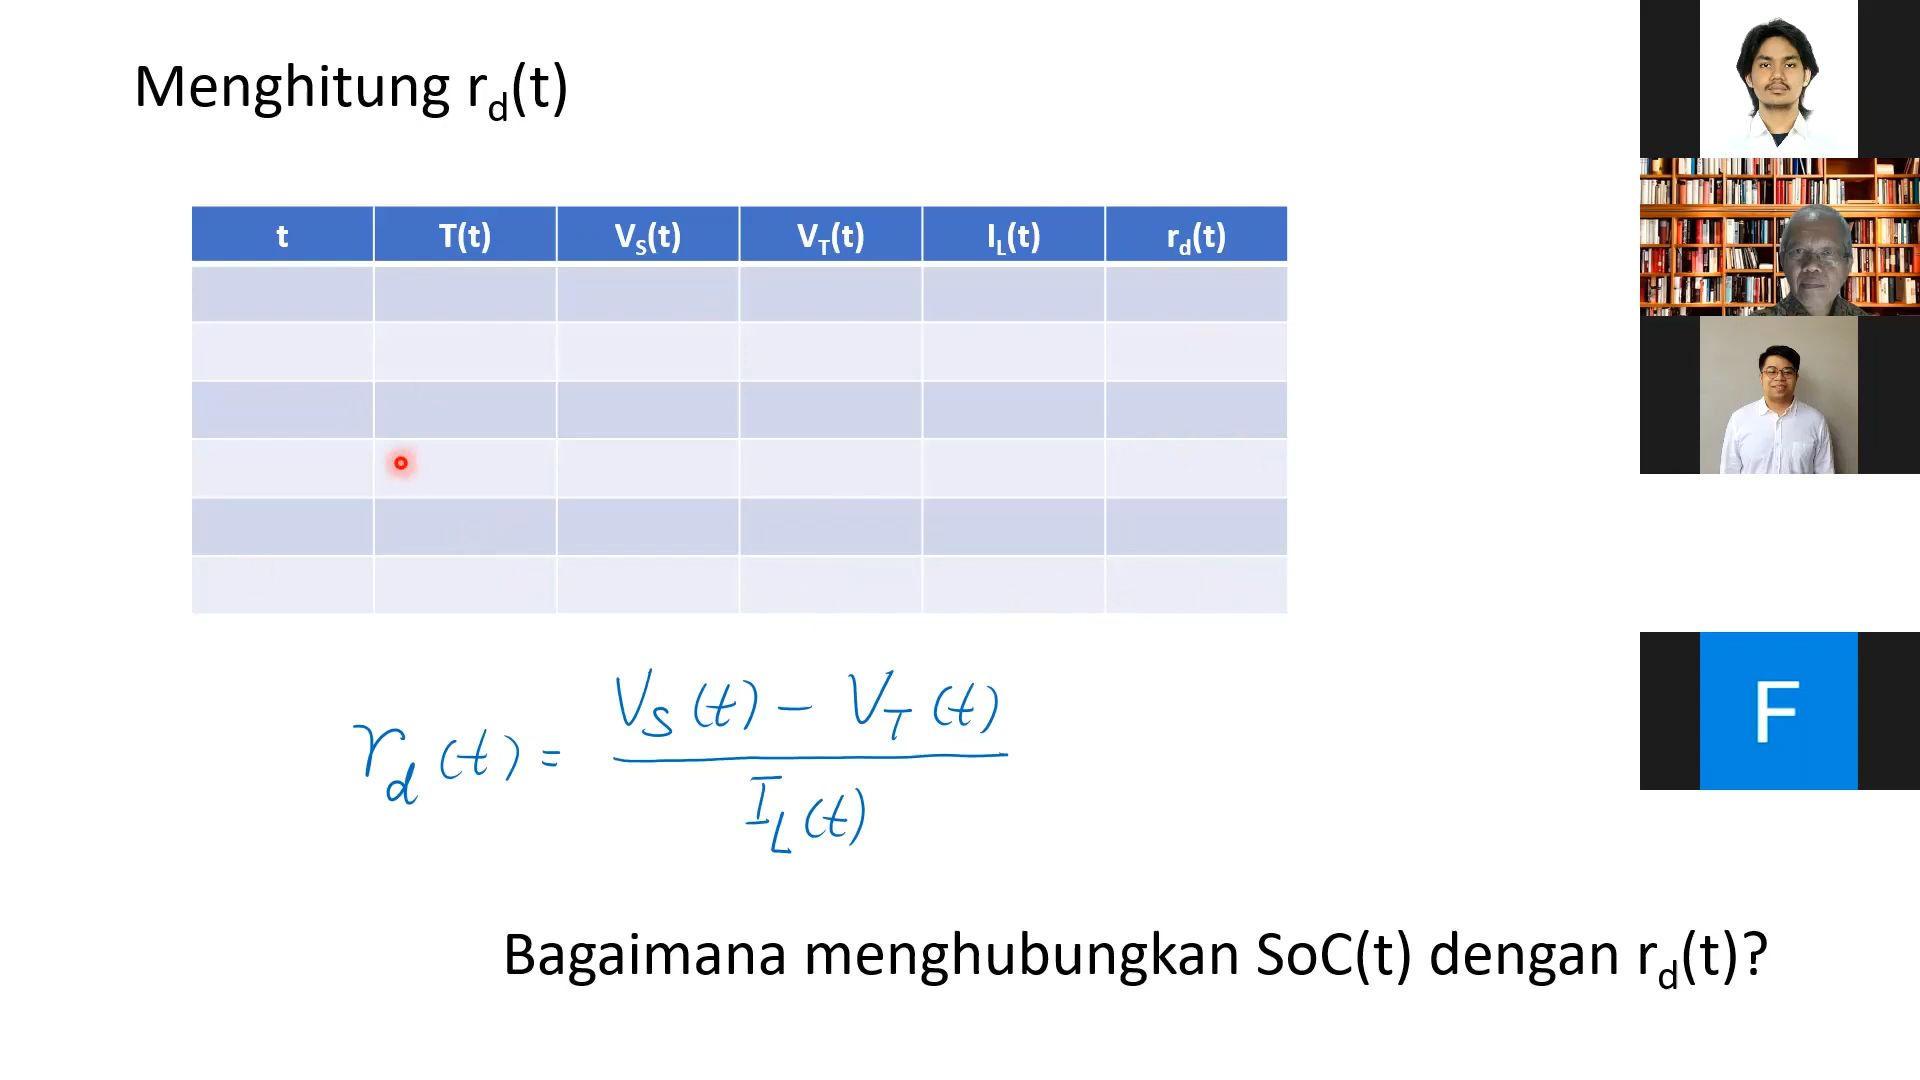 Menghitung r_d(t)
t T(t) V_S(t) V_T(t) I_L(t) r_d(t)
r_d(t) = (V_S(t) − V_T(t)) / I_L(t)
Bagaimana menghubungkan SoC(t) dengan r_d(t)?
F